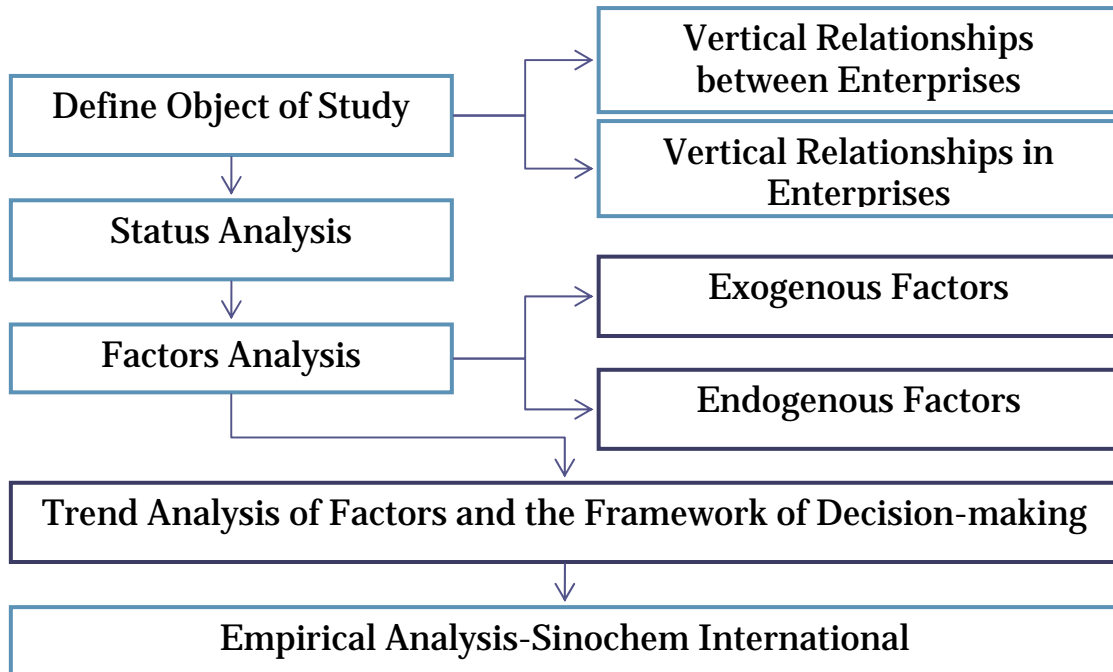 Define Object of Study
Vertical Relationships
between Enterprises
Vertical Relationships in
Enterprises
Status Analysis
Factors Analysis
Exogenous Factors
Endogenous Factors
Trend Analysis of Factors and the Framework of Decision-making
Empirical Analysis-Sinochem International